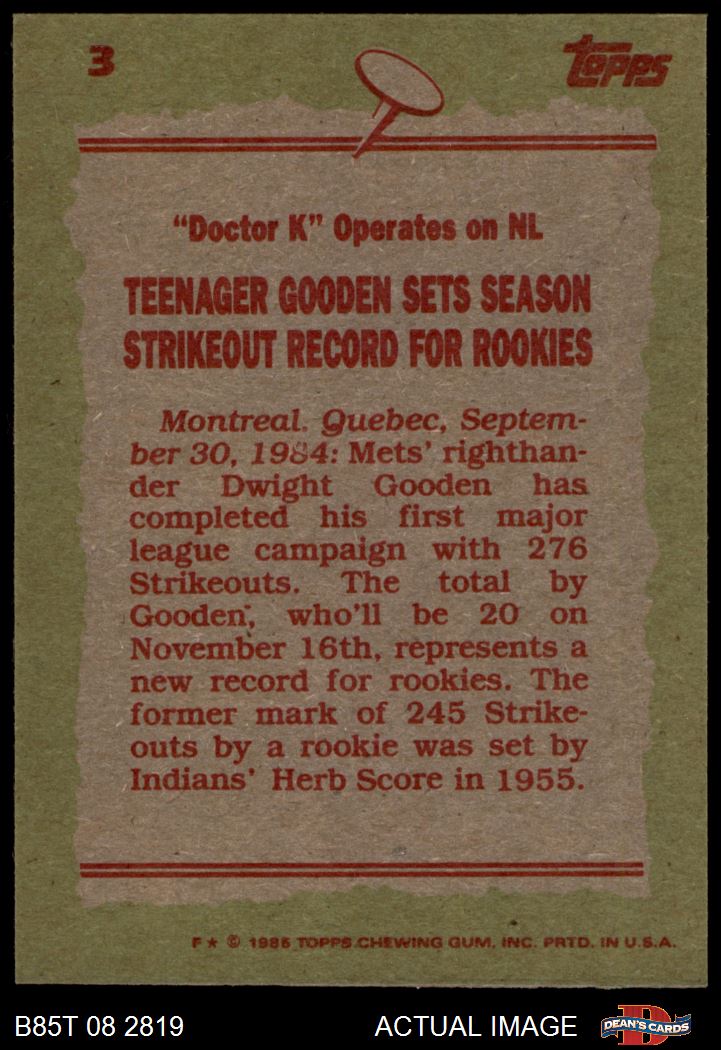 3
topps
“Doctor K” Operates on NL
TEENAGER GOODEN SETS SEASON
STRIKEOUT RECORD FOR ROOKIES
Montreal. Quebec, Septem-
ber 30, 1984: Mets’ righthan-
der Dwight Gooden has
completed his first major
league campaign with 276
Strikeouts. The total by
Gooden, who’ll be 20 on
November 16th, represents a
new record for rookies. The
former mark of 245 Strike-
outs by a rookie was set by
Indians’ Herb Score in 1955.
F ★ © 1985 TOPPS CHEWING GUM, INC. PRTD. IN U.S.A.
B85T 08 2819
ACTUAL IMAGE
D
DEAN'S CARDS